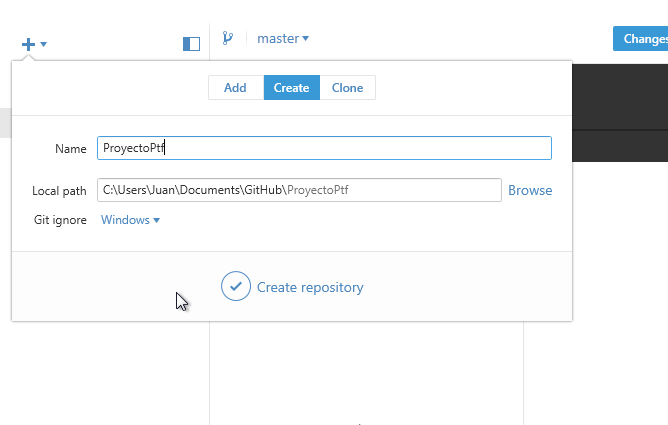 master
Changes
Add Create Clone
Name ProyectoPtf
Local path C:\Users\Juan\Documents\GitHub\ProyectoPtf Browse
Git ignore Windows
Create repository